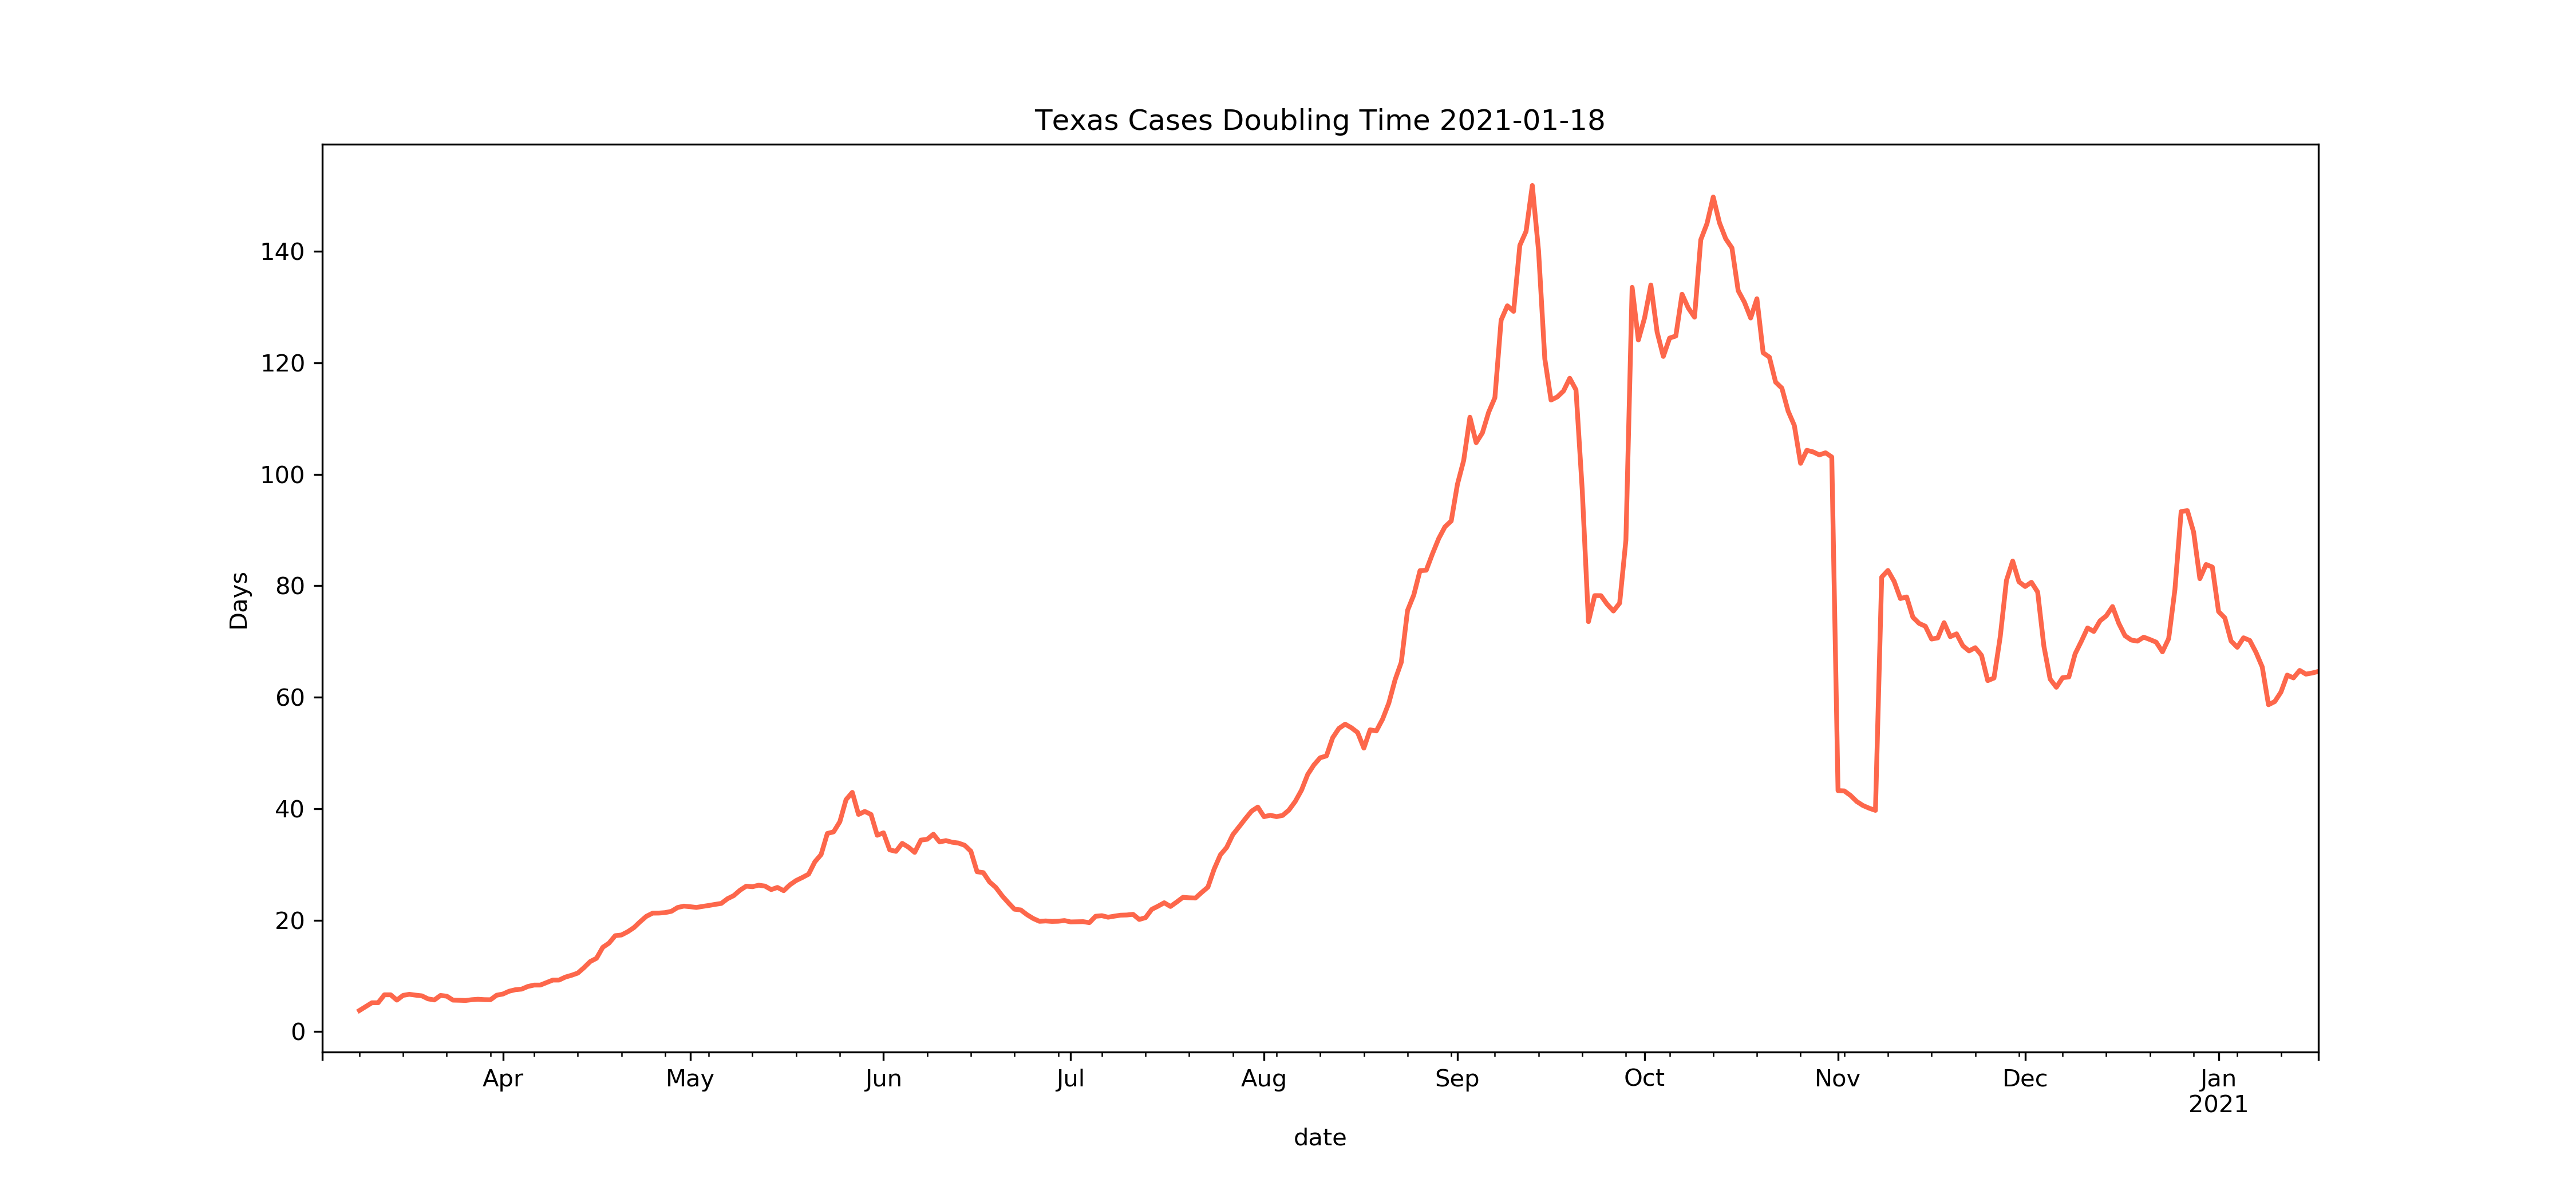 Texas Cases Doubling Time 2021-01-18
140
120
100
80
60
40
20
0
Days
Apr May Jun Jul Aug Sep Oct Nov Dec Jan
2021
date